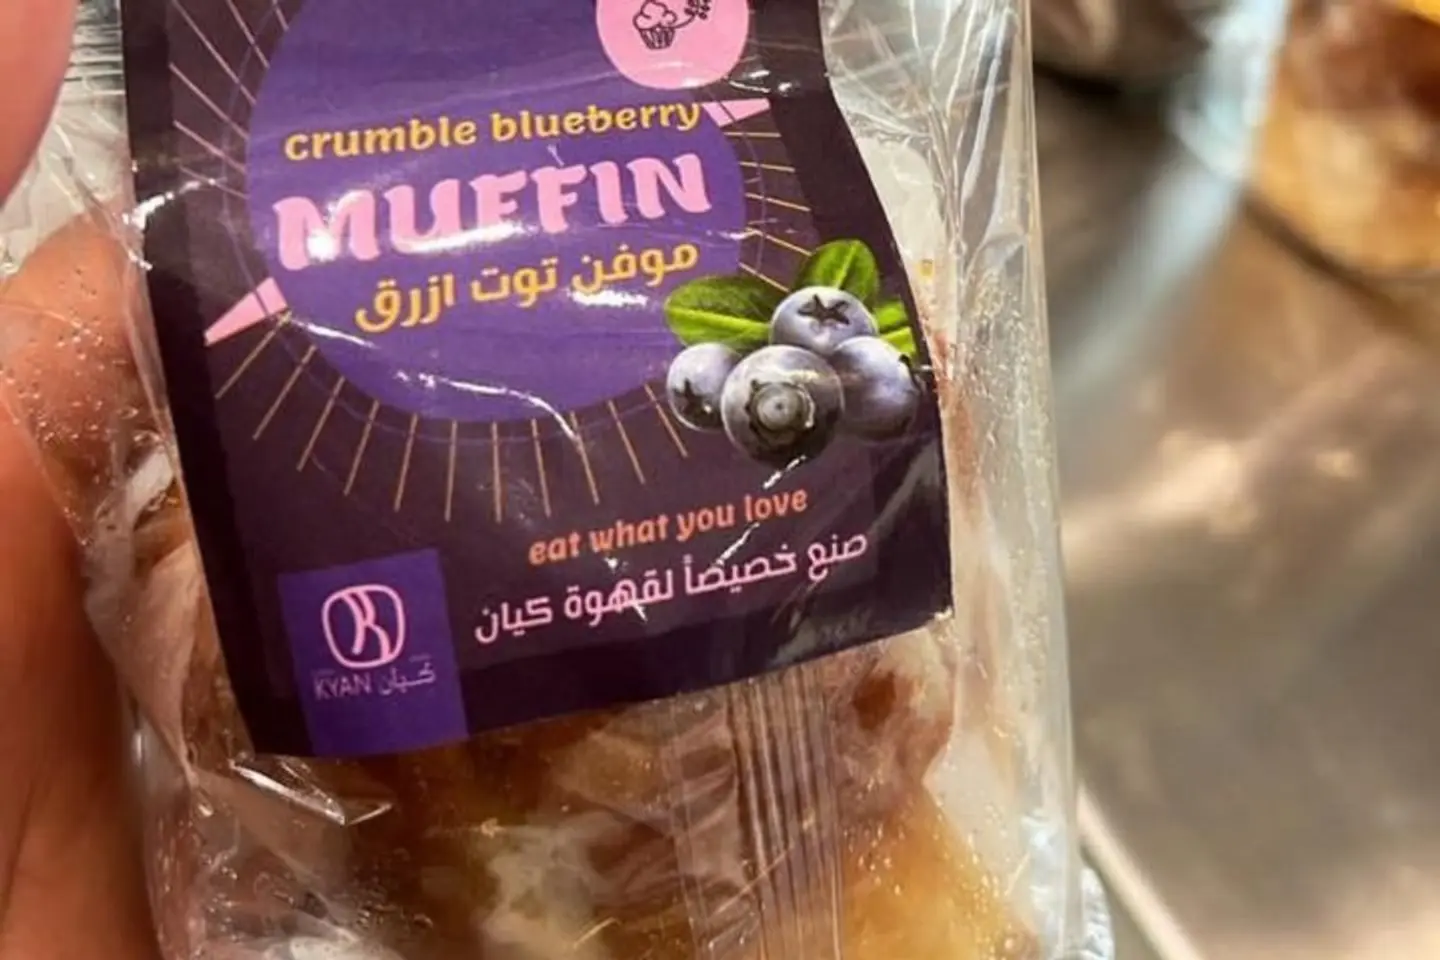 crumble blueberry
MUFFIN
موفن توت ازرق
eat what you love
صنع خصيصاً لقهوة كيان
KYAN كيان